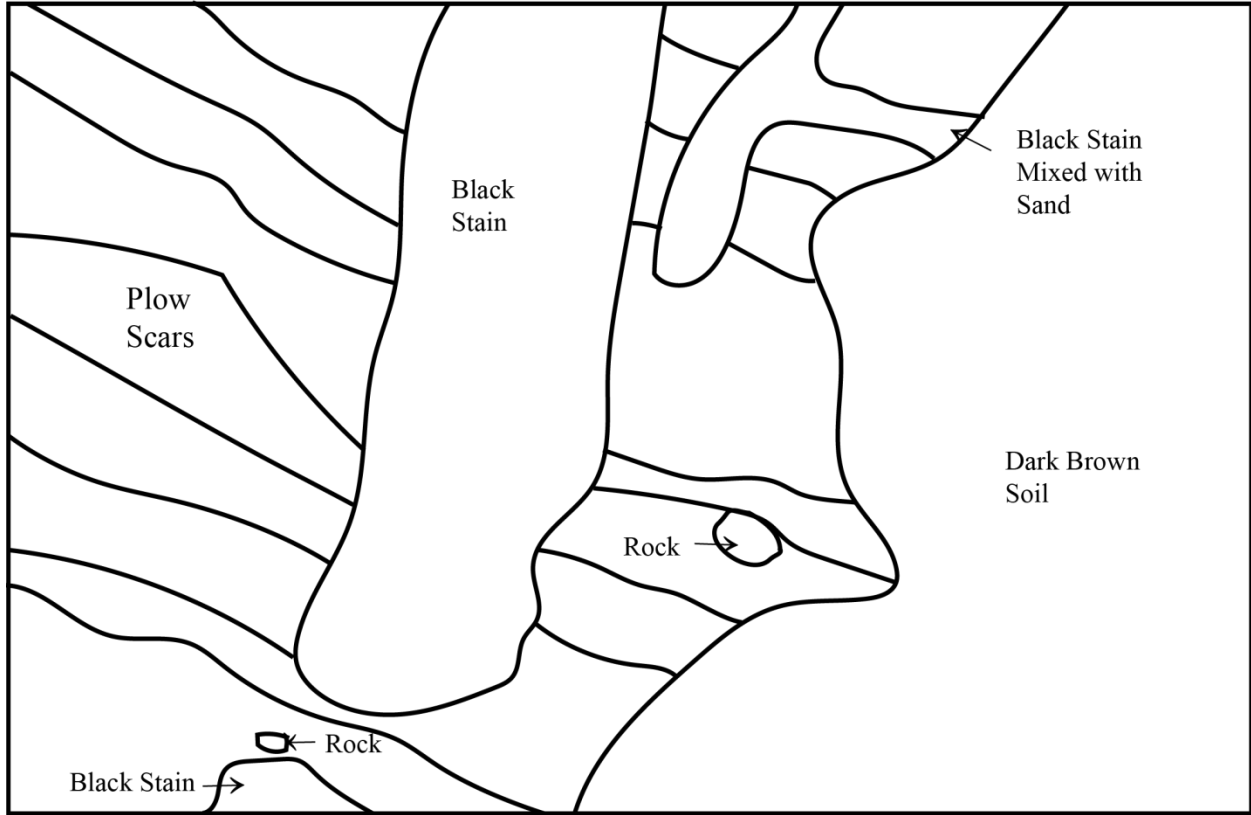 Black Stain
Mixed with
Sand
Black
Stain
Plow
Scars
Dark Brown
Soil
Rock
Rock
Black Stain